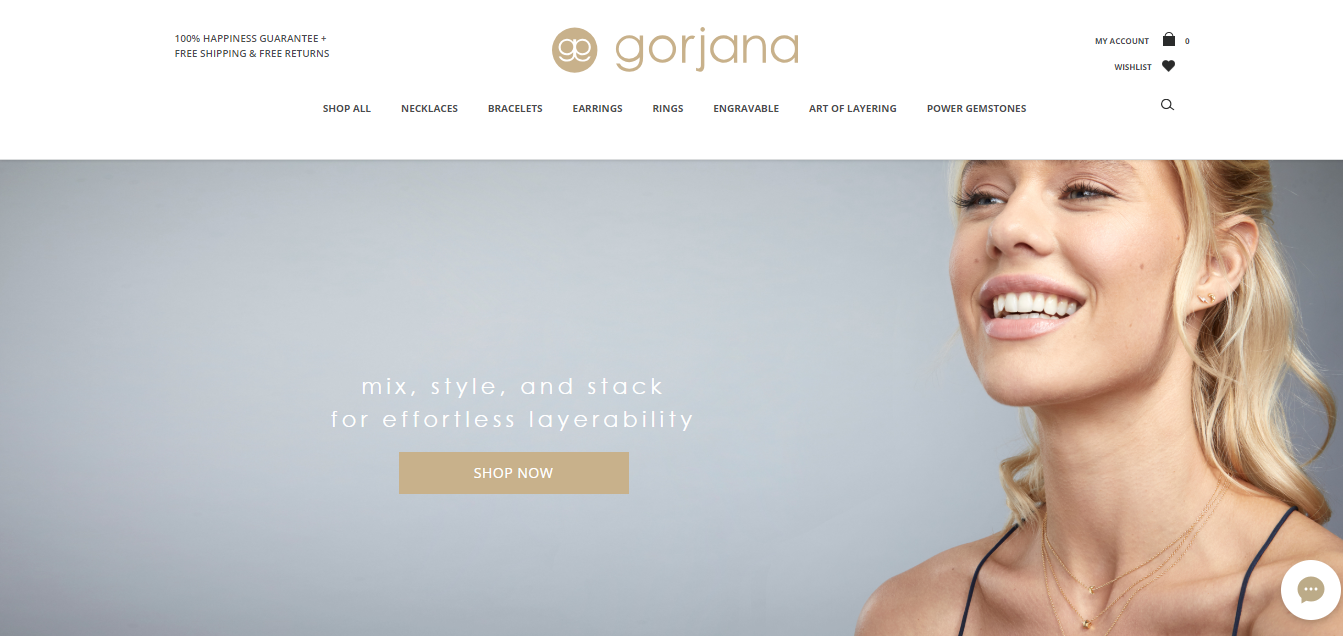 100% HAPPINESS GUARANTEE +
FREE SHIPPING & FREE RETURNS
gorjana
MY ACCOUNT 0
WISHLIST
SHOP ALL NECKLACES BRACELETS EARRINGS RINGS ENGRAVABLE ART OF LAYERING POWER GEMSTONES
mix, style, and stack
for effortless layerability
SHOP NOW